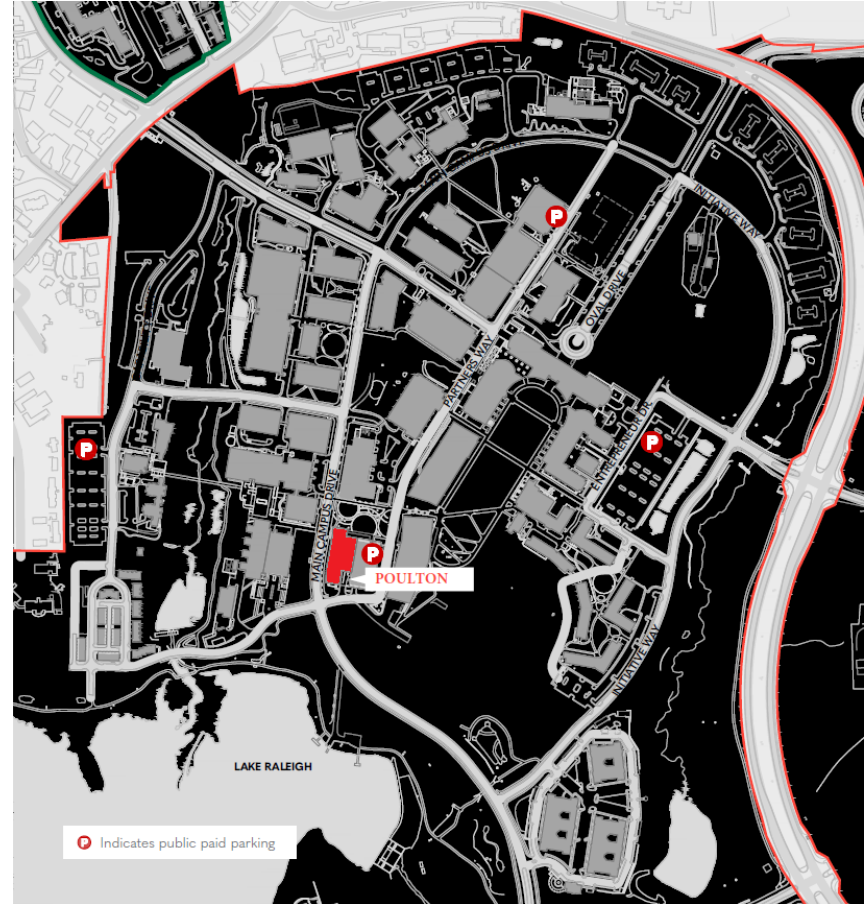 P
INITIATIVE WAY
OVAL DRIVE
PARTNERS WAY
P
ENTREPRENEUR DR
P
MAIN CAMPUS DRIVE
P
POULTON
INITIATIVE WAY
LAKE RALEIGH
P Indicates public paid parking